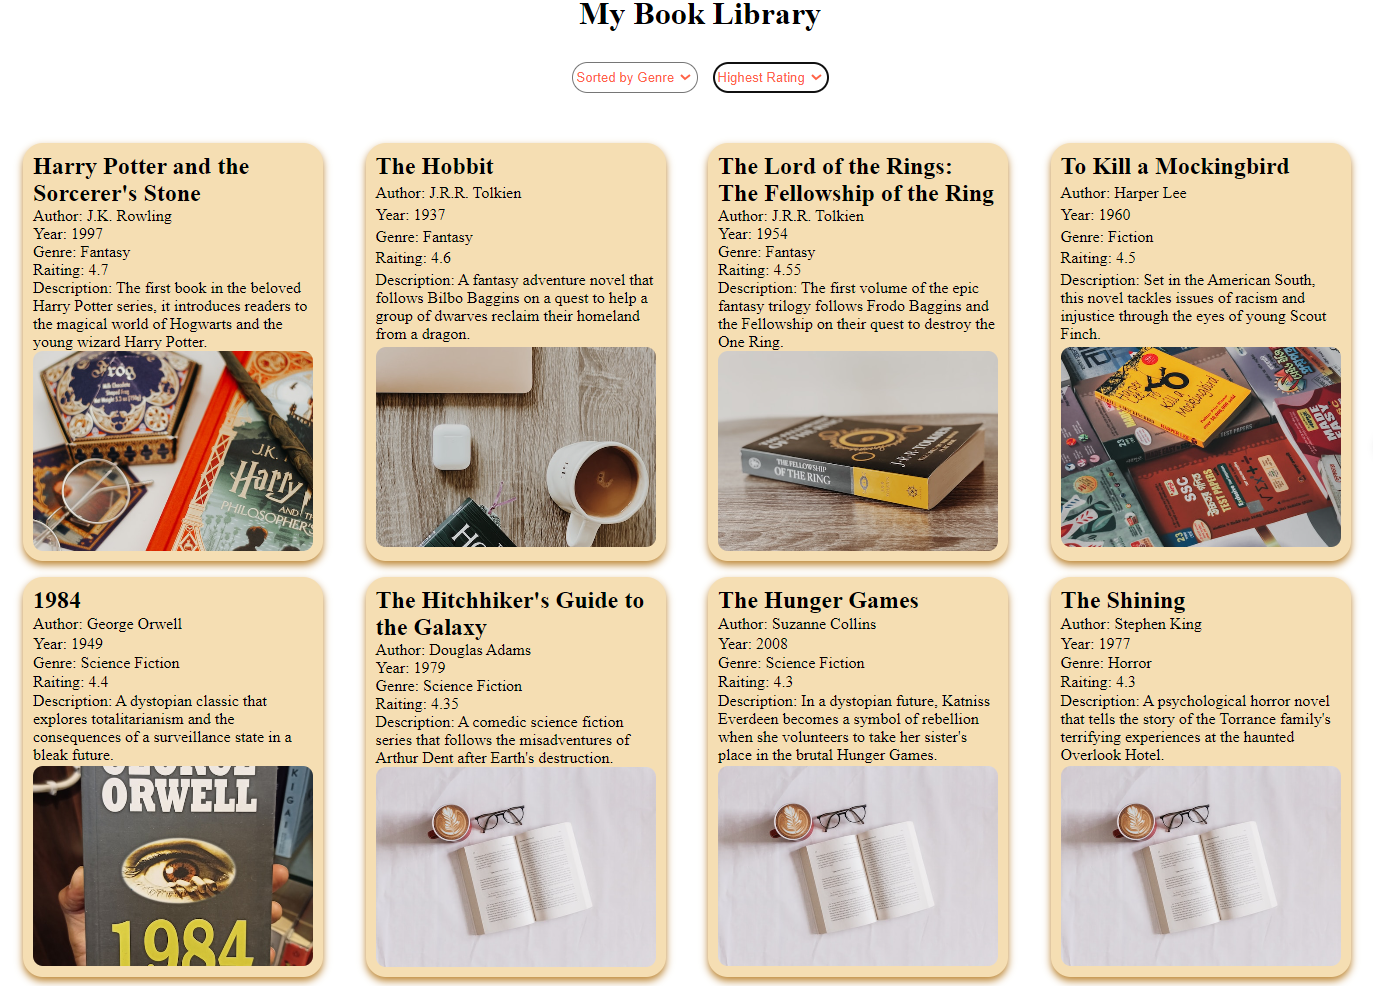 My Book Library
Sorted by Genre
Highest Rating
Harry Potter and the
Sorcerer's Stone
Author: J.K. Rowling
Year: 1997
Genre: Fantasy
Raiting: 4.7
Description: The first book in the beloved
Harry Potter series, it introduces readers to
the magical world of Hogwarts and the
young wizard Harry Potter.
J.K.
Harry
AND TH
PHILOSOPHER'S
The Hobbit
Author: J.R.R. Tolkien
Year: 1937
Genre: Fantasy
Raiting: 4.6
Description: A fantasy adventure novel that
follows Bilbo Baggins on a quest to help a
group of dwarves reclaim their homeland
from a dragon.
The Lord of the Rings:
The Fellowship of the Ring
Author: J.R.R. Tolkien
Year: 1954
Genre: Fantasy
Raiting: 4.55
Description: The first volume of the epic
fantasy trilogy follows Frodo Baggins and
the Fellowship on their quest to destroy the
One Ring.
THE FELLOWSHIP
OF THE RING
To Kill a Mockingbird
Author: Harper Lee
Year: 1960
Genre: Fiction
Raiting: 4.5
Description: Set in the American South,
this novel tackles issues of racism and
injustice through the eyes of young Scout
Finch.
Kill a
Mockingbird
TEST PAPERS
MADE
EASY
SSC
TEST PAPERS
1984
Author: George Orwell
Year: 1949
Genre: Science Fiction
Raiting: 4.4
Description: A dystopian classic that
explores totalitarianism and the
consequences of a surveillance state in a
bleak future.
GEORGE
ORWELL
1984
The Hitchhiker's Guide to
the Galaxy
Author: Douglas Adams
Year: 1979
Genre: Science Fiction
Raiting: 4.35
Description: A comedic science fiction
series that follows the misadventures of
Arthur Dent after Earth's destruction.
The Hunger Games
Author: Suzanne Collins
Year: 2008
Genre: Science Fiction
Raiting: 4.3
Description: In a dystopian future, Katniss
Everdeen becomes a symbol of rebellion
when she volunteers to take her sister's
place in the brutal Hunger Games.
The Shining
Author: Stephen King
Year: 1977
Genre: Horror
Raiting: 4.3
Description: A psychological horror novel
that tells the story of the Torrance family's
terrifying experiences at the haunted
Overlook Hotel.